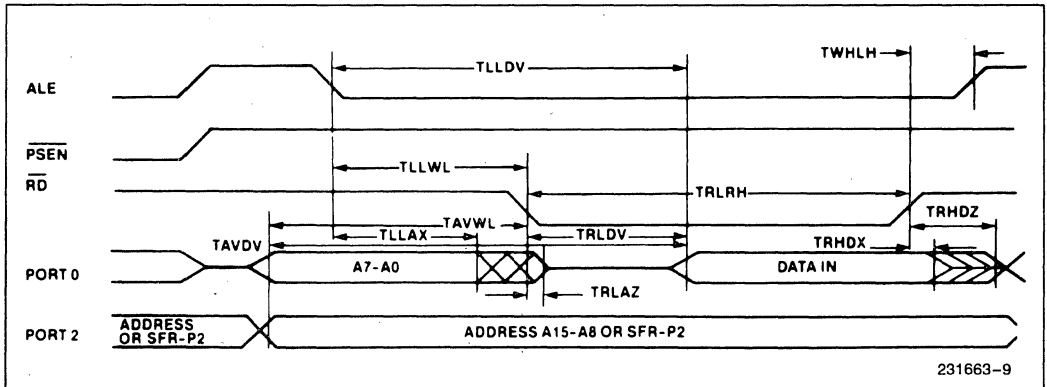 TWHLH
TLLDV
ALE
PSEN
TLLWL
RD
TRLRH
TAVWL
TRHDZ
TAVDV
TLLAX
TRLDV
TRHDX
PORT 0
A7-A0
DATA IN
TRLAZ
PORT 2
ADDRESS
OR SFR-P2
ADDRESS A15-A8 OR SFR-P2
231663-9